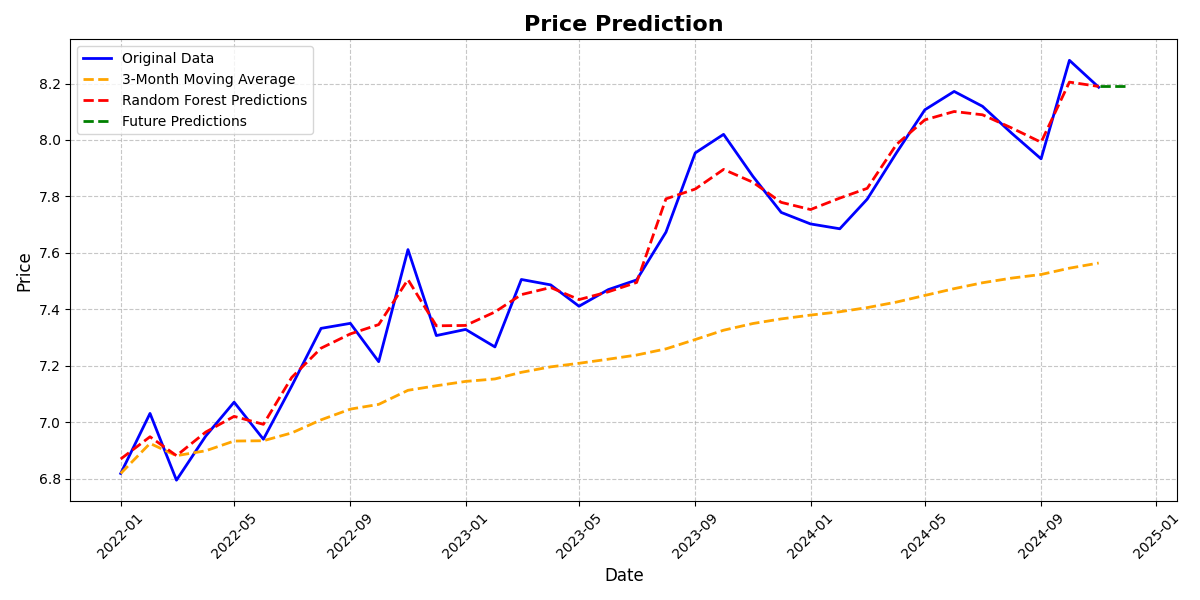 Price Prediction
Original Data
3-Month Moving Average
Random Forest Predictions
Future Predictions
Price
8.2
8.0
7.8
7.6
7.4
7.2
7.0
6.8
2022-01
2022-05
2022-09
2023-01
2023-05
2023-09
2024-01
2024-05
2024-09
2025-01
Date